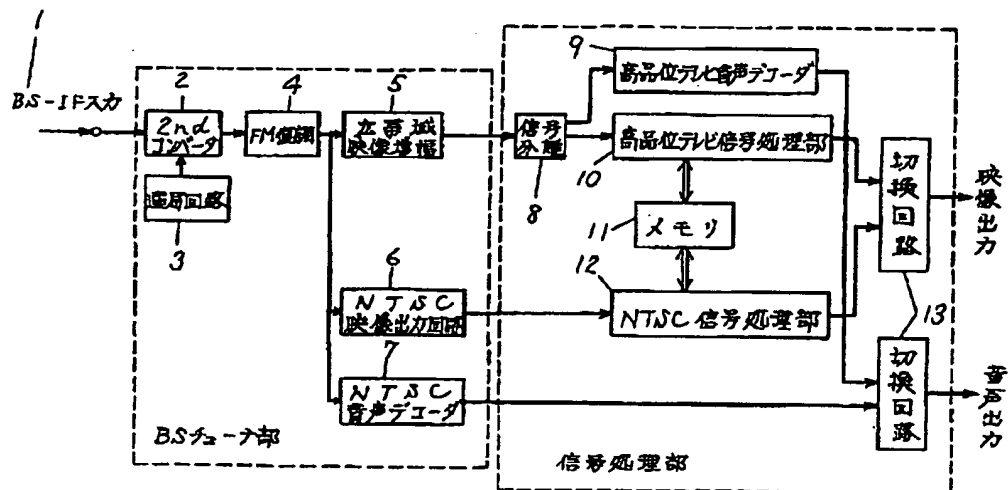 1
BS-IF入力
2
2nd
コンバータ
選局回路
3
4
FM復調
5
広帯域
映像増幅
6
NTSC
映像出力回路
7
NTSC
音声デコーダ
BSチューナ部
信号
分離
8
9
高品位テレビ音声デコーダ
高品位テレビ信号処理部
10
メモリ
11
12
NTSC信号処理部
切換回路
映像出力
13
切換回路
音声出力
信号処理部